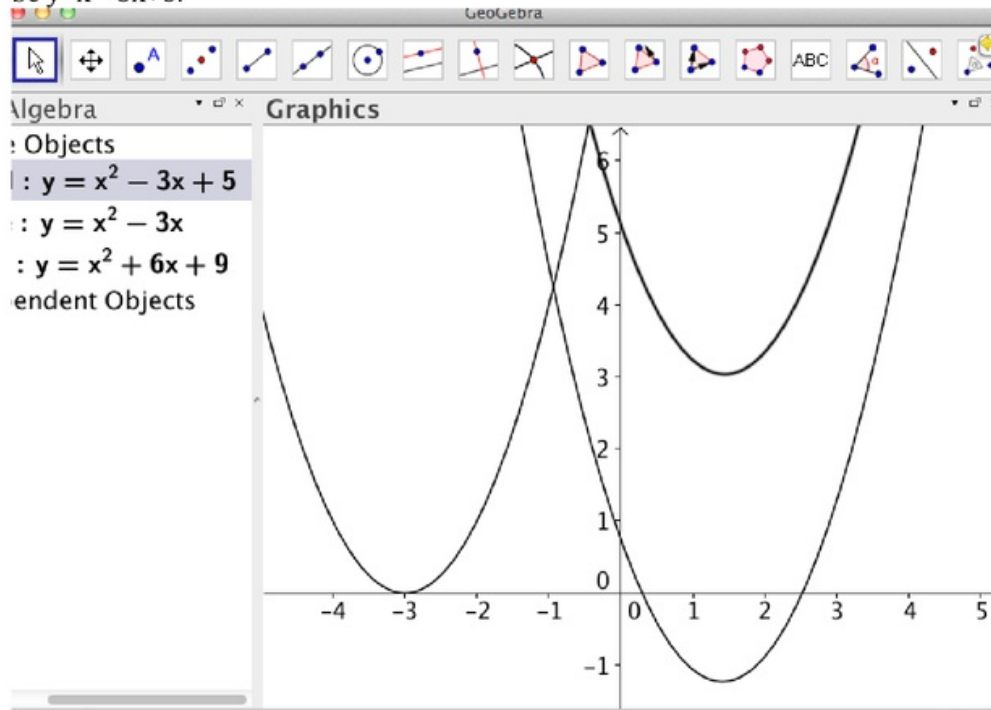 GeoGebra
ABC
Algebra
Graphics
Objects
: y = x² − 3x + 5
: y = x² − 3x
: y = x² + 6x + 9
endent Objects
6
5
4
3
2
1
0
−4 −3 −2 −1 0 1 2 3 4 5
−1